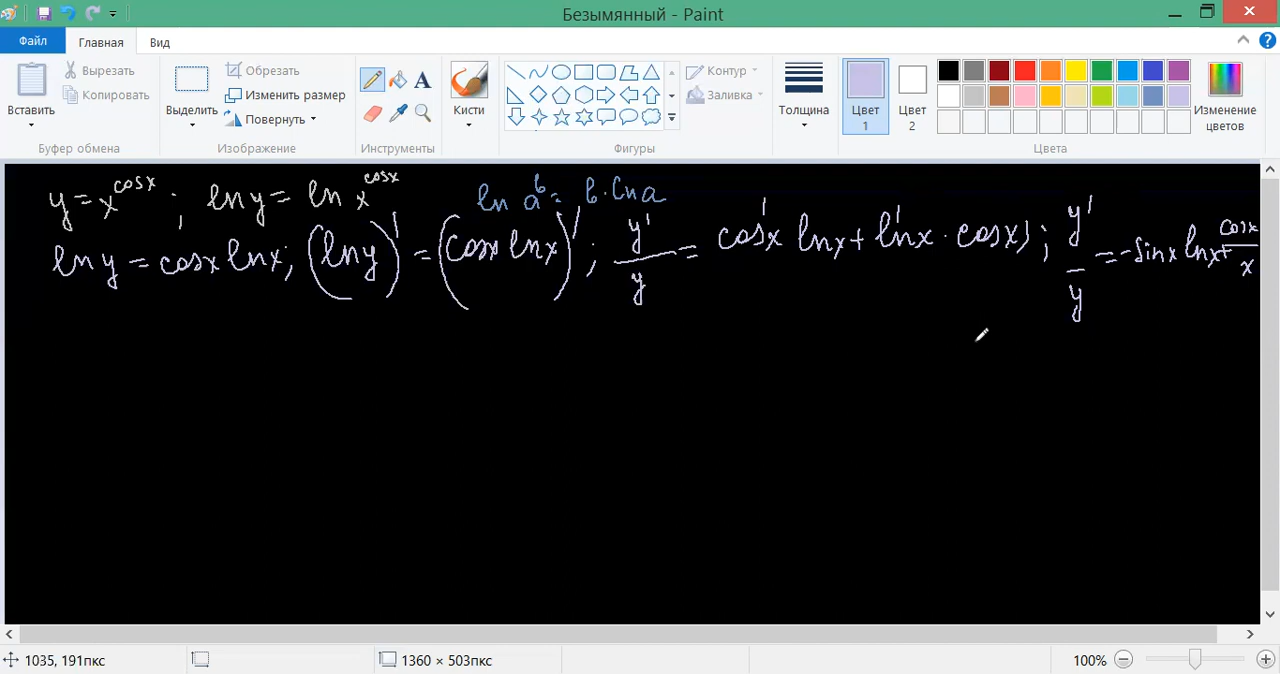 Безымянный - Paint
Файл Главная Вид
Вставить
Вырезать
Копировать
Буфер обмена
Выделить
Обрезать
Изменить размер
Повернуть
Изображение
Инструменты
Кисти
Контур
Заливка
Фигуры
Толщина
Цвет 1
Цвет 2
Изменение цветов
Цвета
y = x^cosx ; ln y = ln x^cosx ln a^b = b · ln a
ln y = cosx lnx; (ln y)' = (cosx lnx)'; y'/y = cos'x lnx + ln'x · cosx) ; y'/y = -sinx lnx + cosx/x
1035, 191пкс 1360 × 503пкс 100%